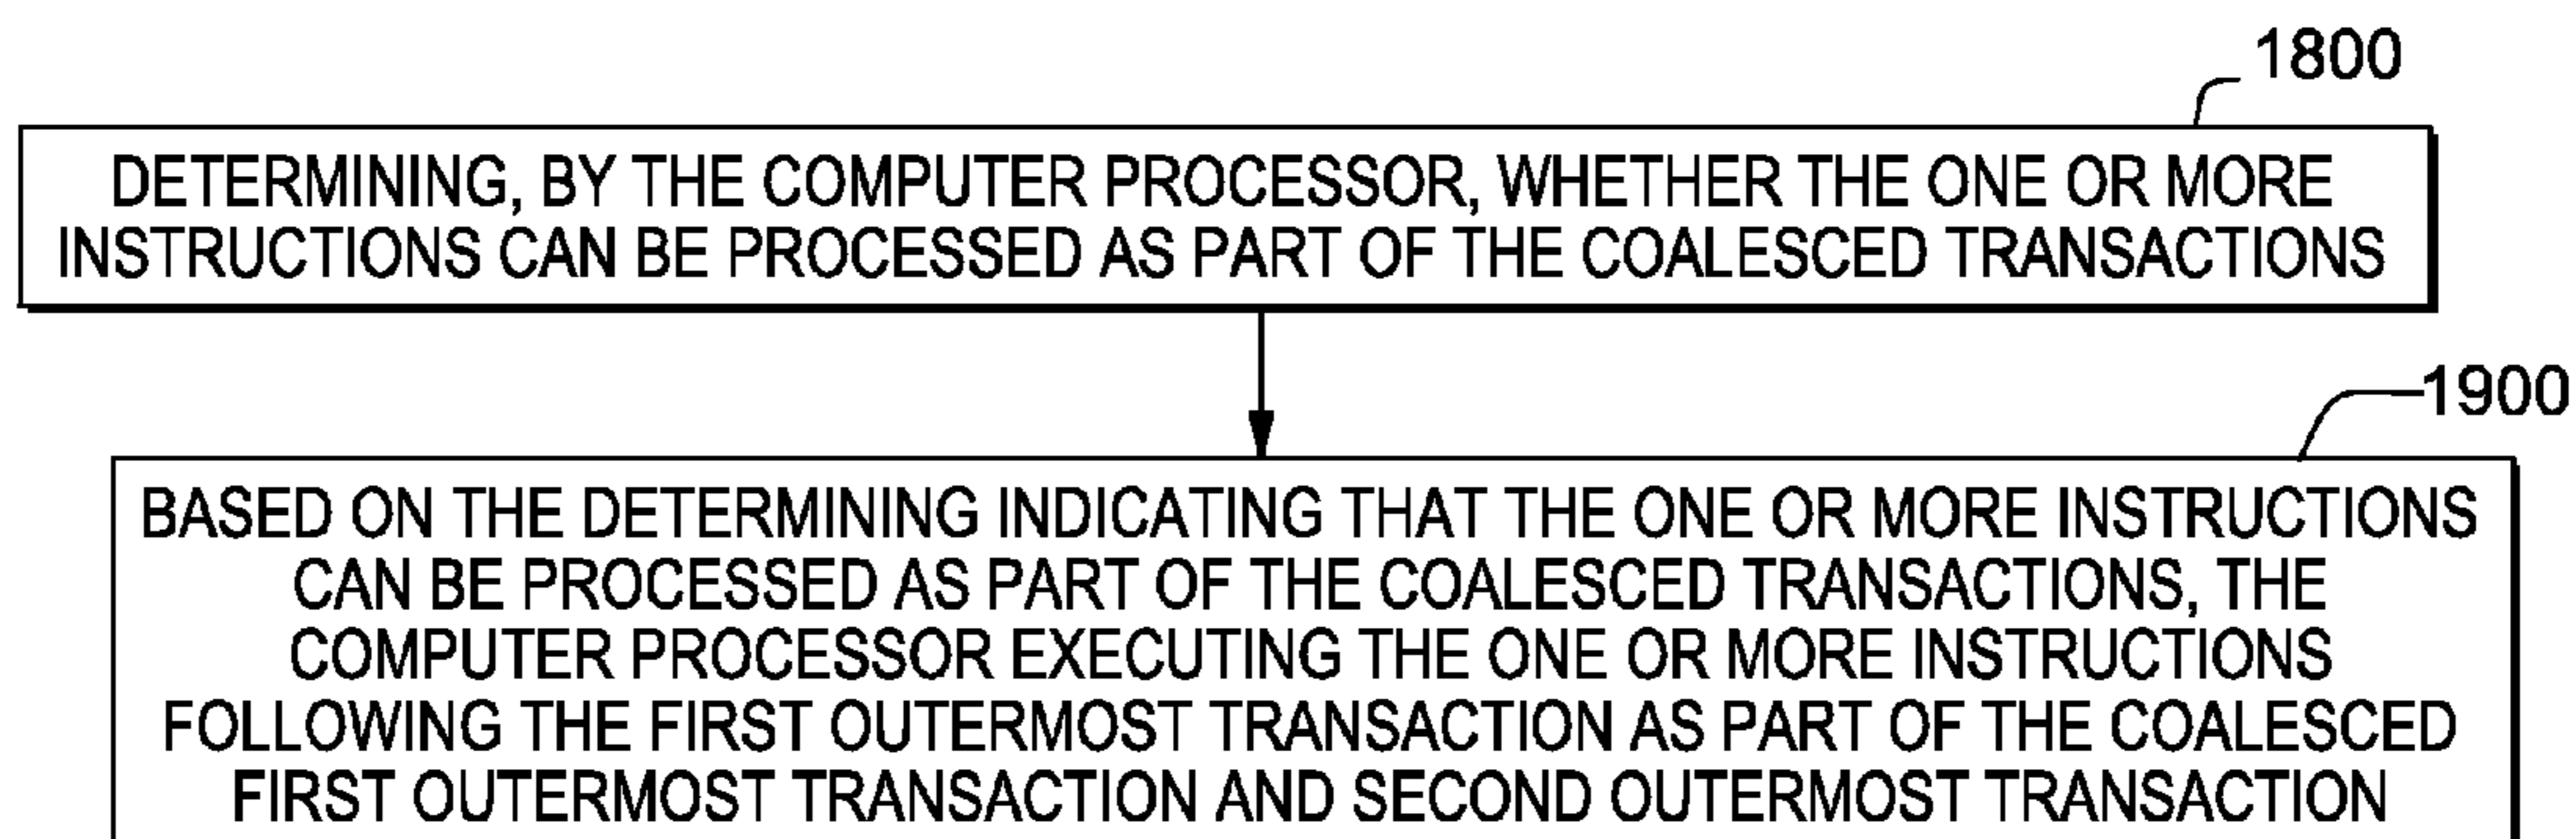 1800
DETERMINING, BY THE COMPUTER PROCESSOR, WHETHER THE ONE OR MORE
INSTRUCTIONS CAN BE PROCESSED AS PART OF THE COALESCED TRANSACTIONS
1900
BASED ON THE DETERMINING INDICATING THAT THE ONE OR MORE INSTRUCTIONS
CAN BE PROCESSED AS PART OF THE COALESCED TRANSACTIONS, THE
COMPUTER PROCESSOR EXECUTING THE ONE OR MORE INSTRUCTIONS
FOLLOWING THE FIRST OUTERMOST TRANSACTION AS PART OF THE COALESCED
FIRST OUTERMOST TRANSACTION AND SECOND OUTERMOST TRANSACTION